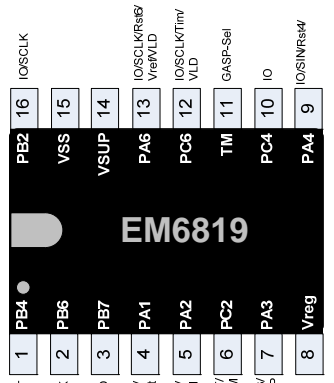 IO/SCLK
IO/SCLK/Rst6/
Vref/VLD
IO/SCLK/Tim/
VLD
GASP-Sel
IO
IO/SIN/Rst4/
16 15 14 13 12 11 10 9
PB2 VSS VSUP PA6 PC6 TM PC4 PA4
EM6819
PB4 PB6 PB7 PA1 PA2 PC2 PA3 Vreg
1 2 3 4 5 6 7 8